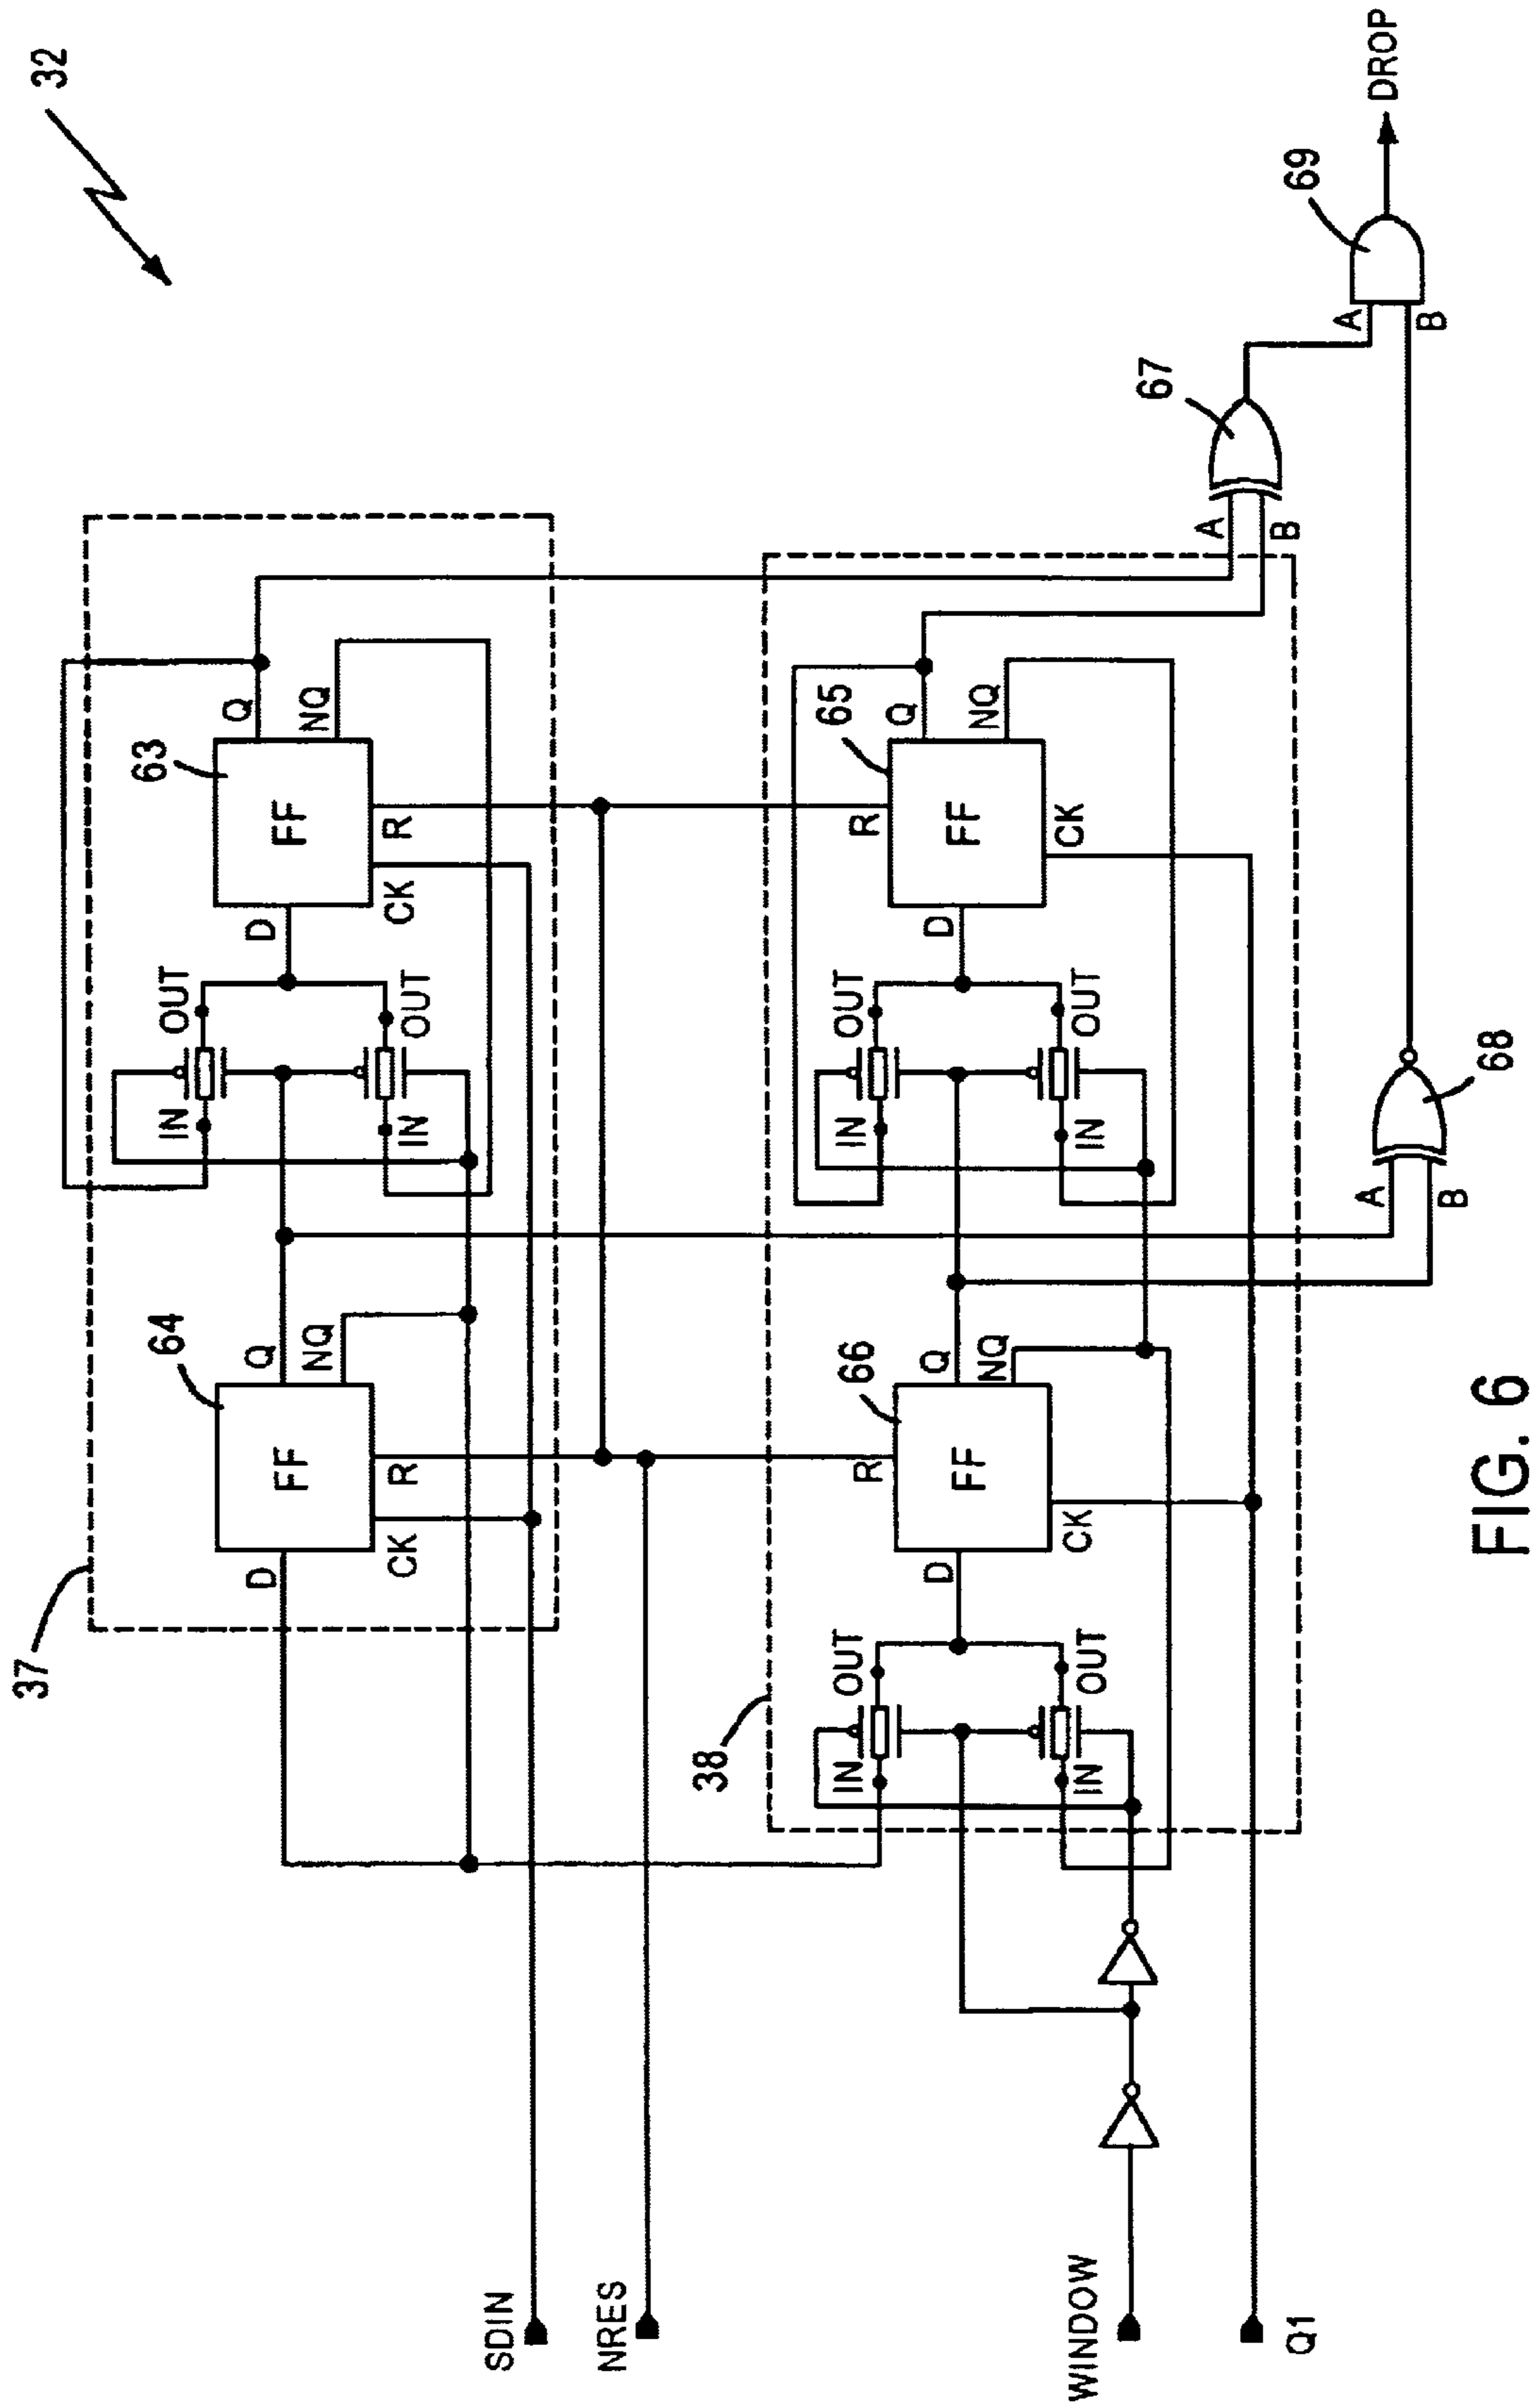 32
37
64
FF
D
Q
NQ
R
CK
IN
OUT
IN
OUT
63
FF
D
Q
NQ
R
CK
SDIN
NRES
38
IN
OUT
IN
OUT
66
FF
D
Q
NQ
R
CK
IN
OUT
IN
OUT
65
FF
D
Q
NQ
R
CK
WINDOW
Q1
A
B
67
A
B
68
A
B
69
DROP
FIG. 6